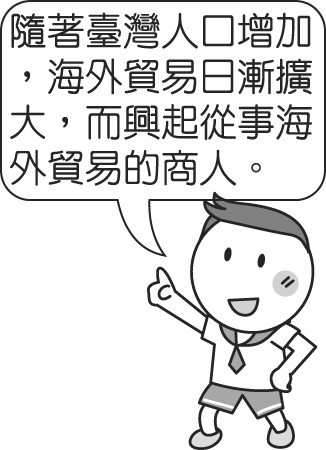 隨著臺灣人口增加
，海外貿易日漸擴
大，而興起從事海
外貿易的商人。